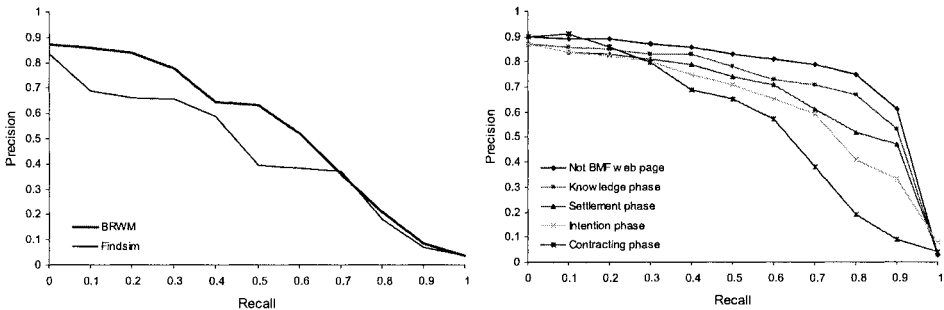 1
0.9
0.8
0.7
0.6
0.5
0.4
0.3
0.2
0.1
0
Precision
BRWM
Findsim
0 0.1 0.2 0.3 0.4 0.5 0.6 0.7 0.8 0.9 1
Recall
1
0.9
0.8
0.7
0.6
0.5
0.4
0.3
0.2
0.1
0
Precision
Not BMF web page
Knowledge phase
Settlement phase
Intention phase
Contracting phase
0 0.1 0.2 0.3 0.4 0.5 0.6 0.7 0.8 0.9 1
Recall